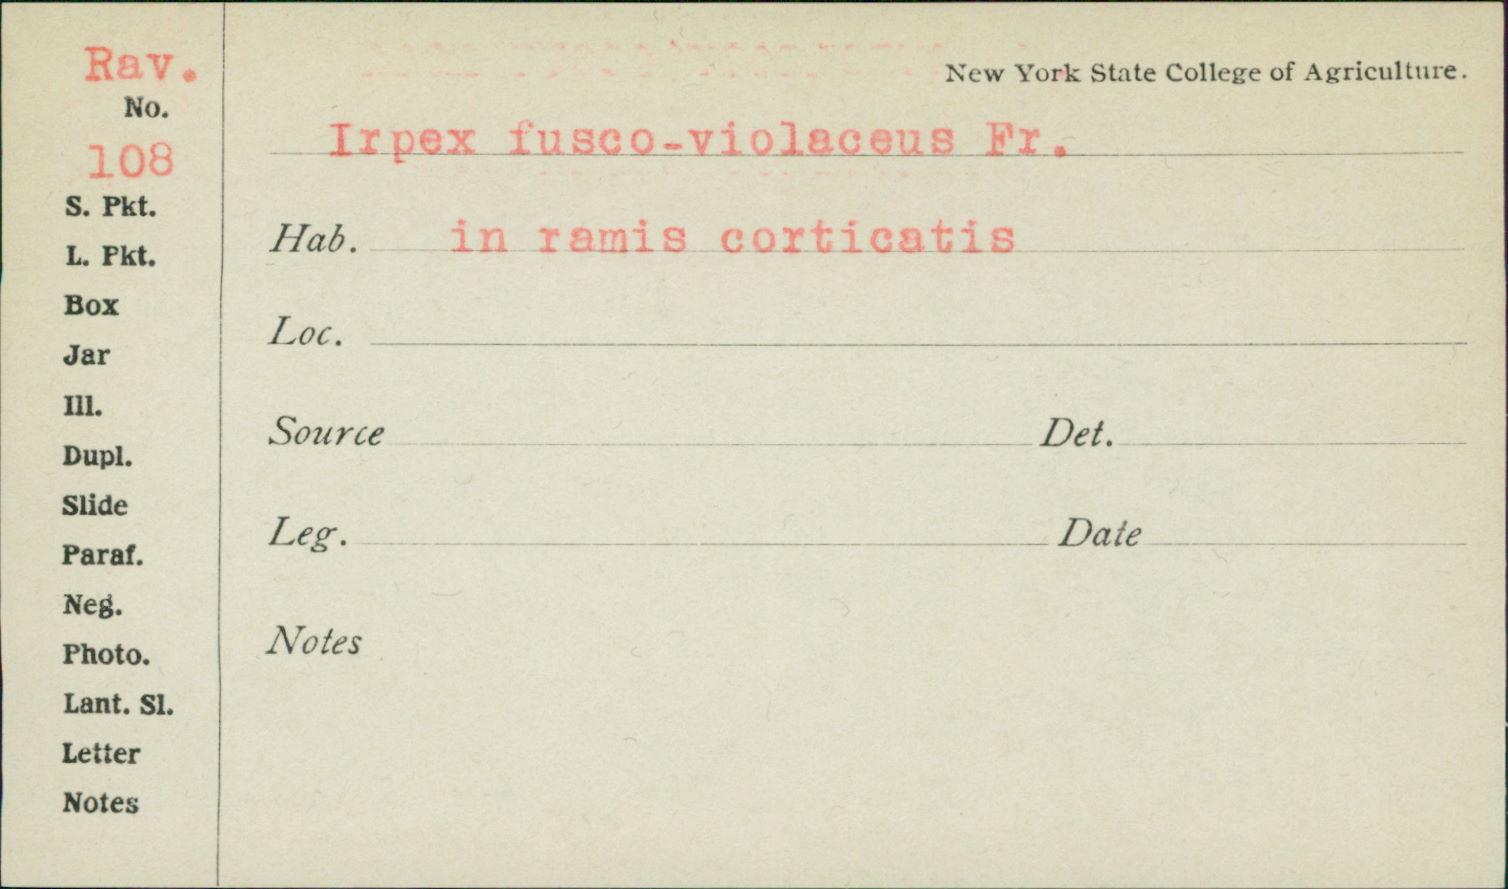 Rav.
No.
108
S. Pkt.
L. Pkt.
Box
Jar
Ill.
Dupl.
Slide
Paraf.
Neg.
Photo.
Lant. Sl.
Letter
Notes
New York State College of Agriculture.
Irpex fusco-violaceus Fr.
Hab. in ramis corticatis
Loc.
Source Det.
Leg. Date
Notes